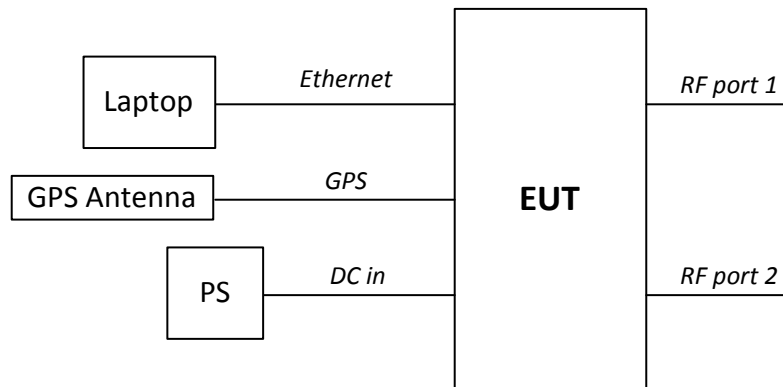 Ethernet
RF port 1
Laptop
GPS
GPS Antenna
EUT
DC in
RF port 2
PS